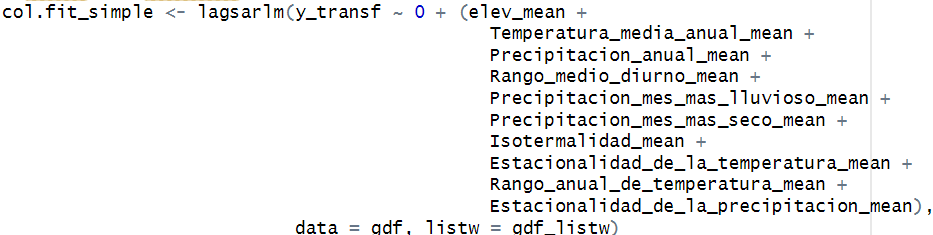 col.fit_simple <- lagsarlm(y_transf ~ 0 + (elev_mean +
Temperatura_media_anual_mean +
Precipitacion_anual_mean +
Rango_medio_diurno_mean +
Precipitacion_mes_mas_lluvioso_mean +
Precipitacion_mes_mas_seco_mean +
Isotermalidad_mean +
Estacionalidad_de_la_temperatura_mean +
Rango_anual_de_temperatura_mean +
Estacionalidad_de_la_precipitacion_mean),
data = gdf, listw = gdf_listw)